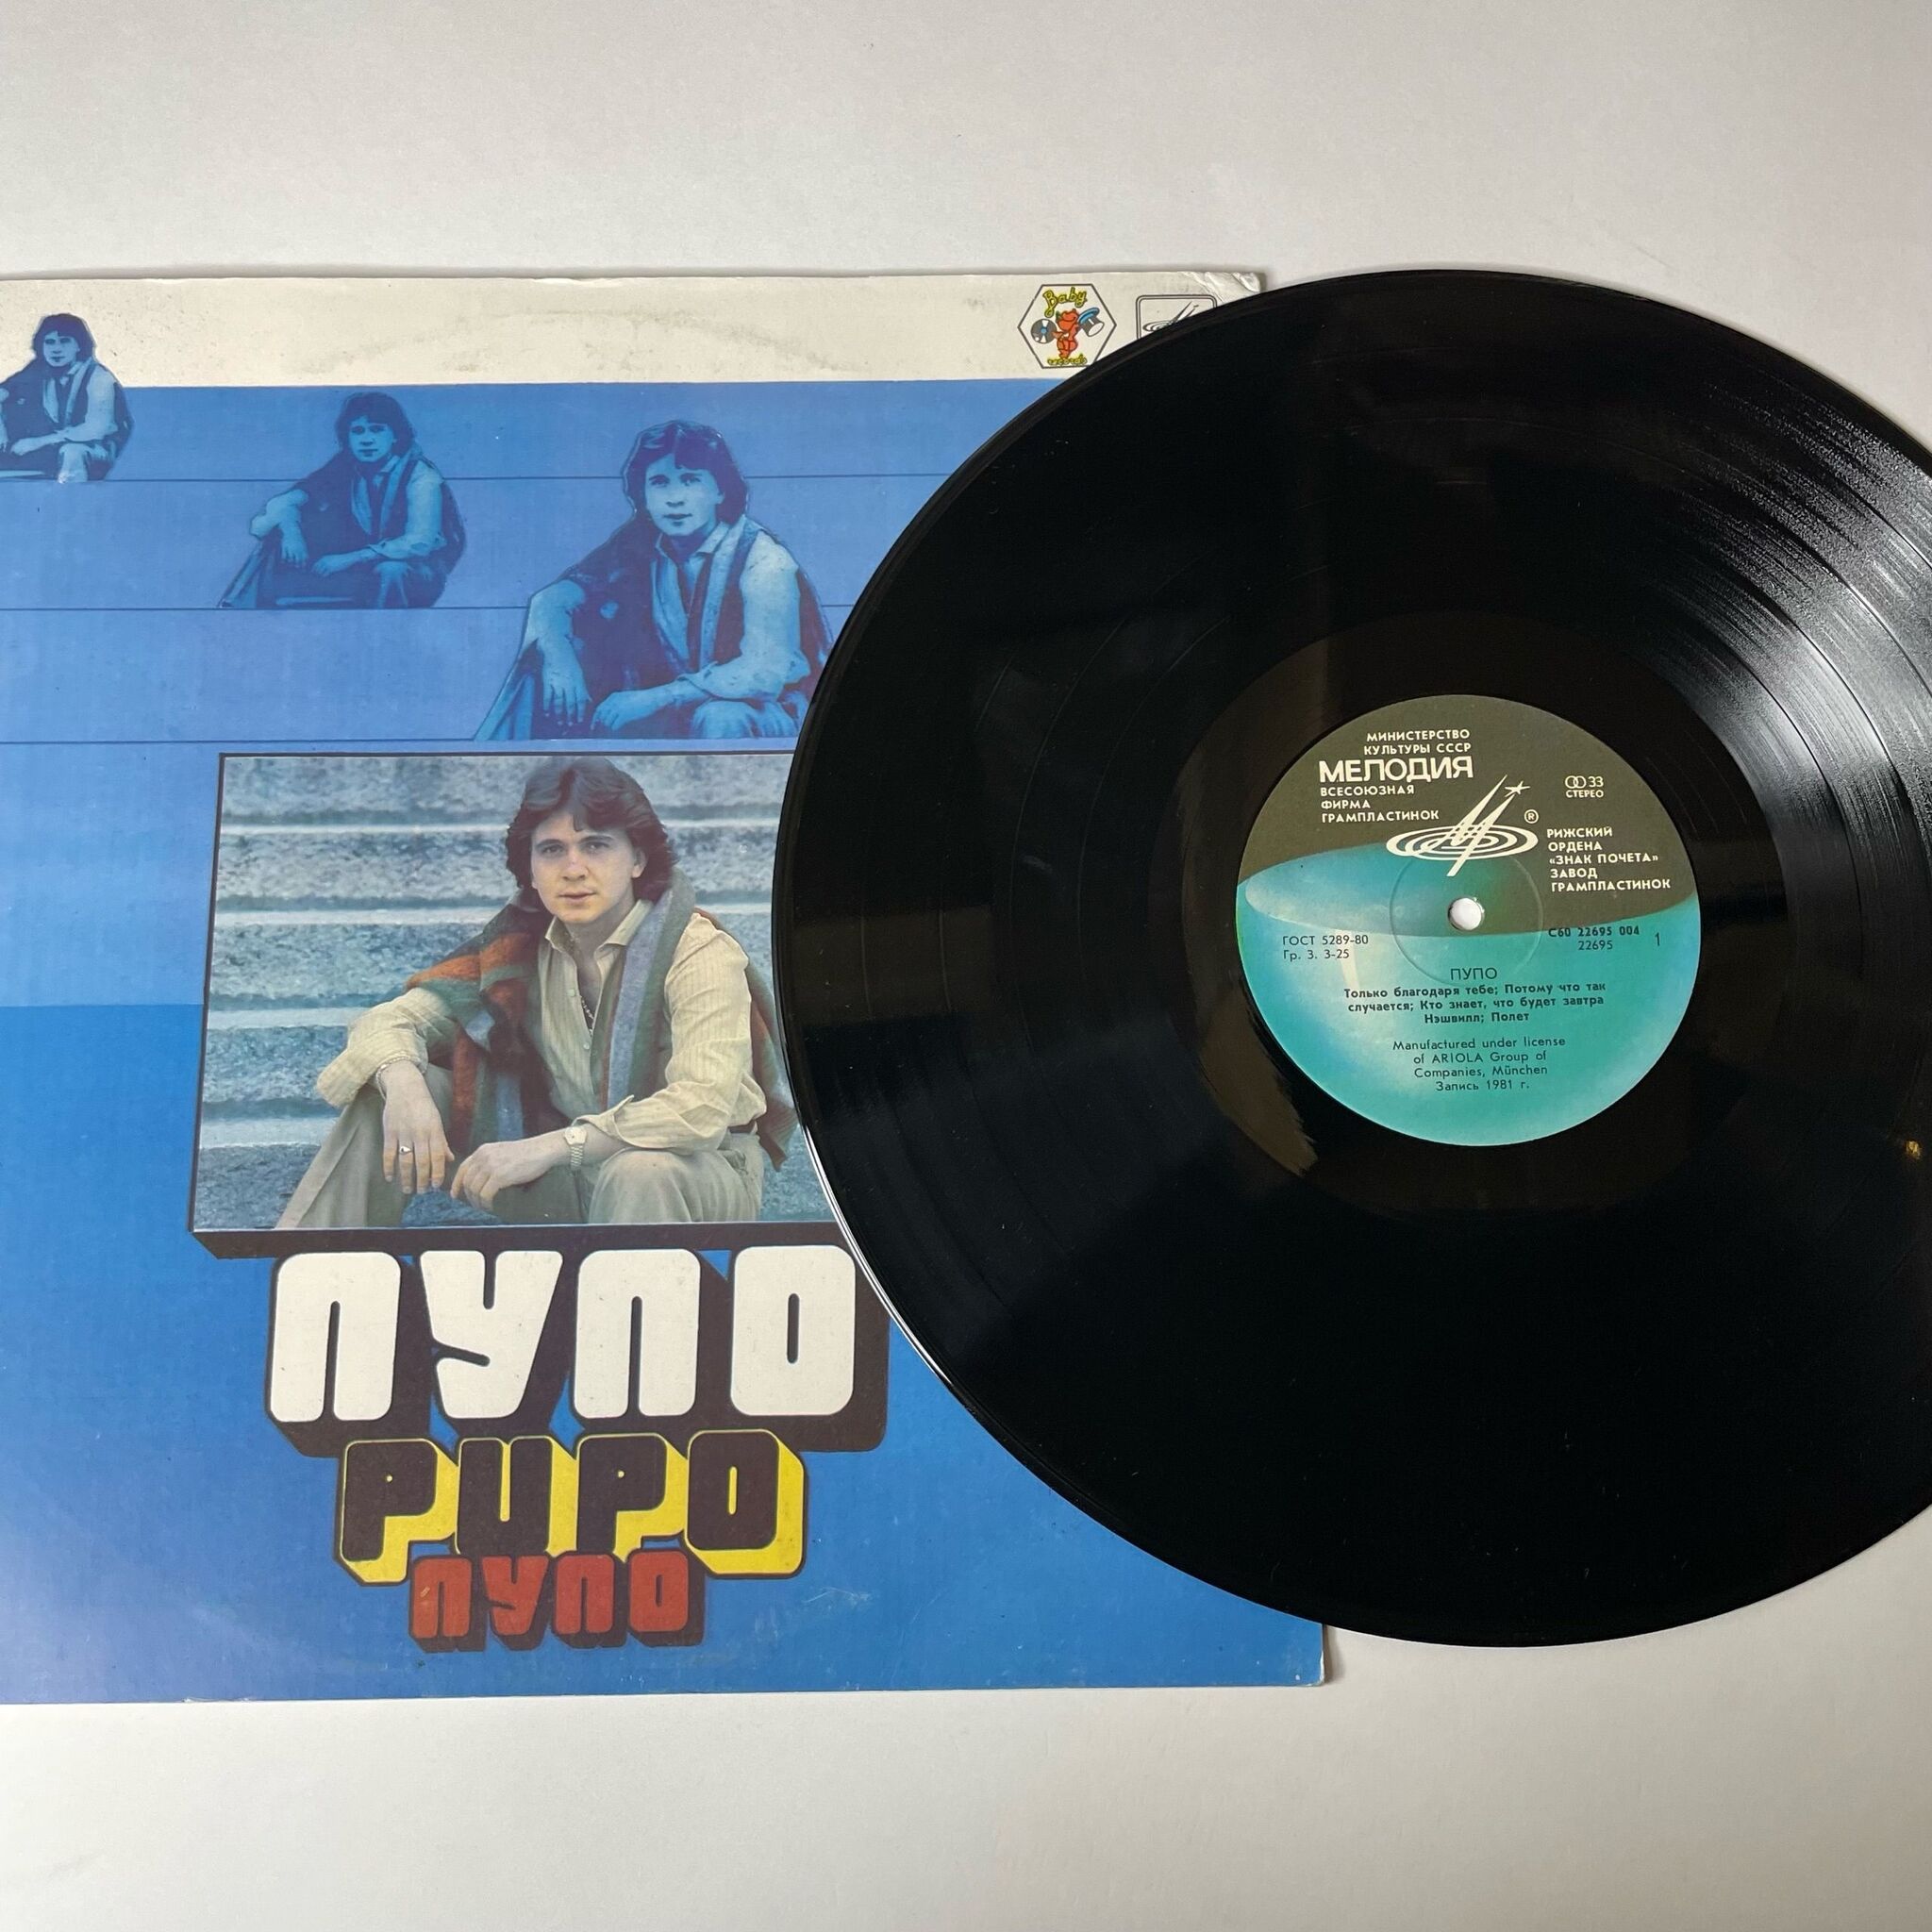 Baby
records
ПУПО
PUPO
ПУПО
МИНИСТЕРСТВО
КУЛЬТУРЫ СССР
МЕЛОДИЯ
ВСЕСОЮЗНАЯ
ФИРМА
ГРАМПЛАСТИНОК
33
СТЕРЕО
®
РИЖСКИЙ
ОРДЕНА
«ЗНАК ПОЧЕТА»
ЗАВОД
ГРАМПЛАСТИНОК
ГОСТ 5289-80
Гр. 3. 3-25
С60 22695 004
22695 1
ПУПО
Только благодаря тебе; Потому что так
случается; Кто знает, что будет завтра
Нэшвилл; Полет
Manufactured under license
of ARIOLA Group of
Companies, München
Запись 1981 г.